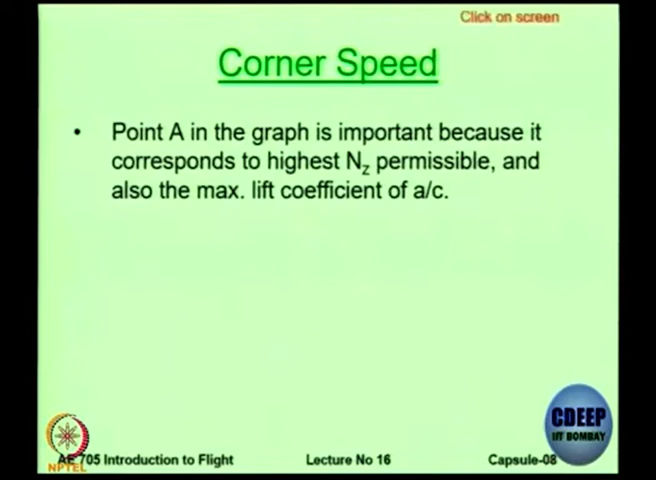 Click on screen
Corner Speed
• Point A in the graph is important because it
corresponds to highest Nz permissible, and
also the max. lift coefficient of a/c.
CDEEP
IIT BOMBAY
NPTEL
AE 705 Introduction to Flight Lecture No 16 Capsule-08